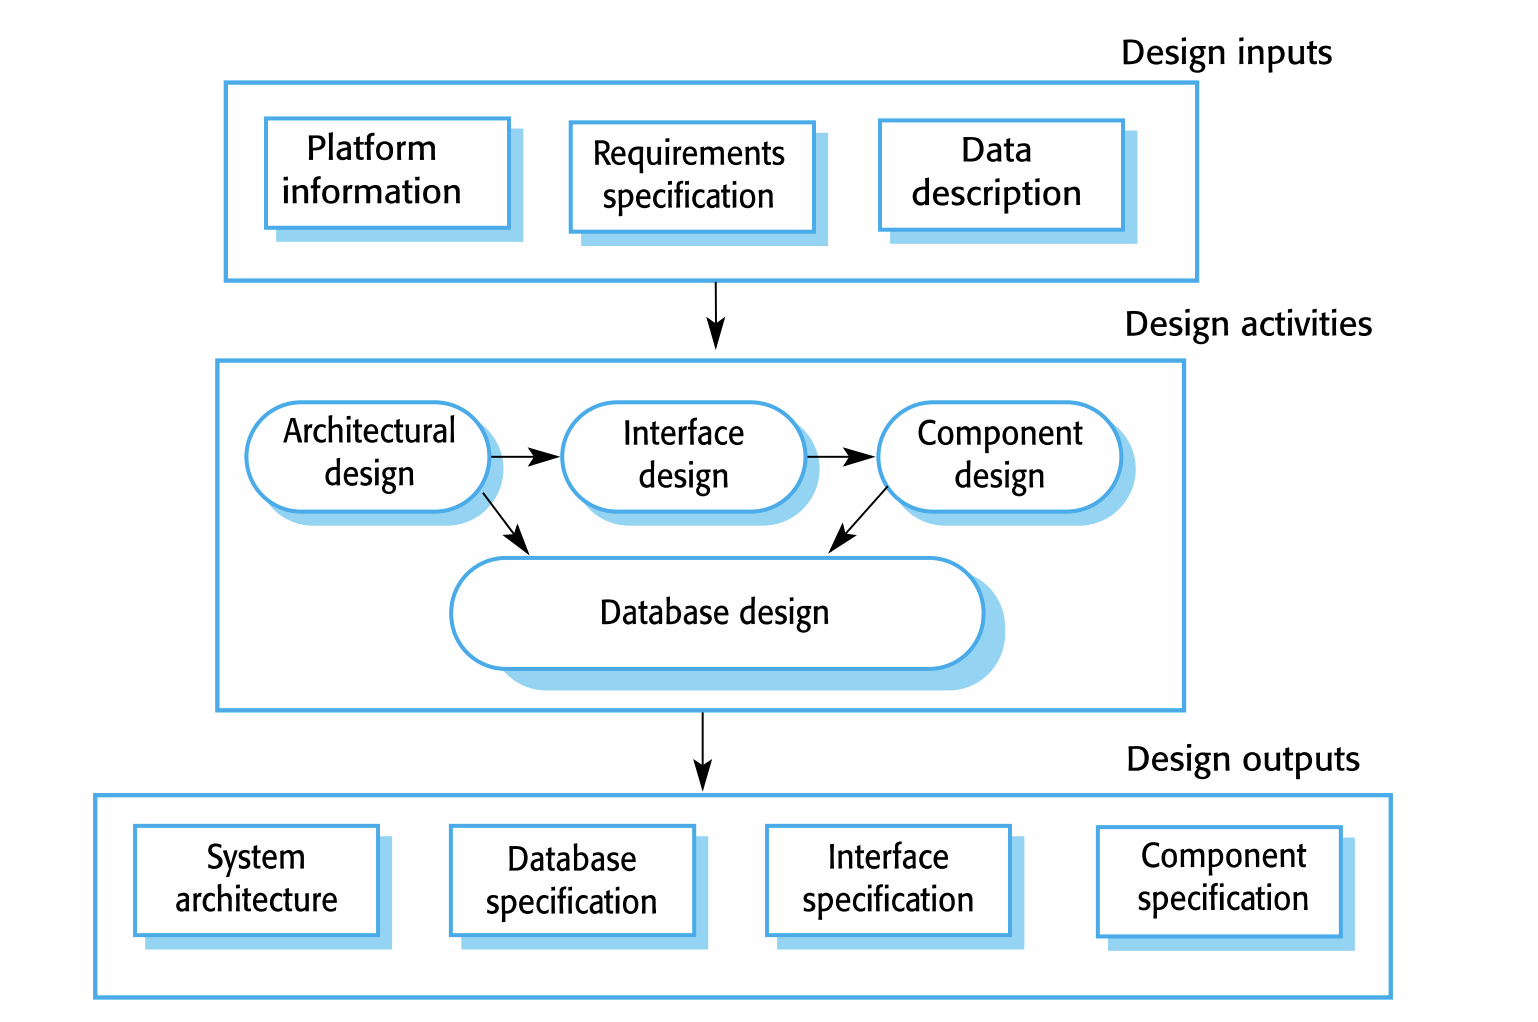 Design inputs
Platform
information
Requirements
specification
Data
description
Design activities
Architectural
design
Interface
design
Component
design
Database design
Design outputs
System
architecture
Database
specification
Interface
specification
Component
specification